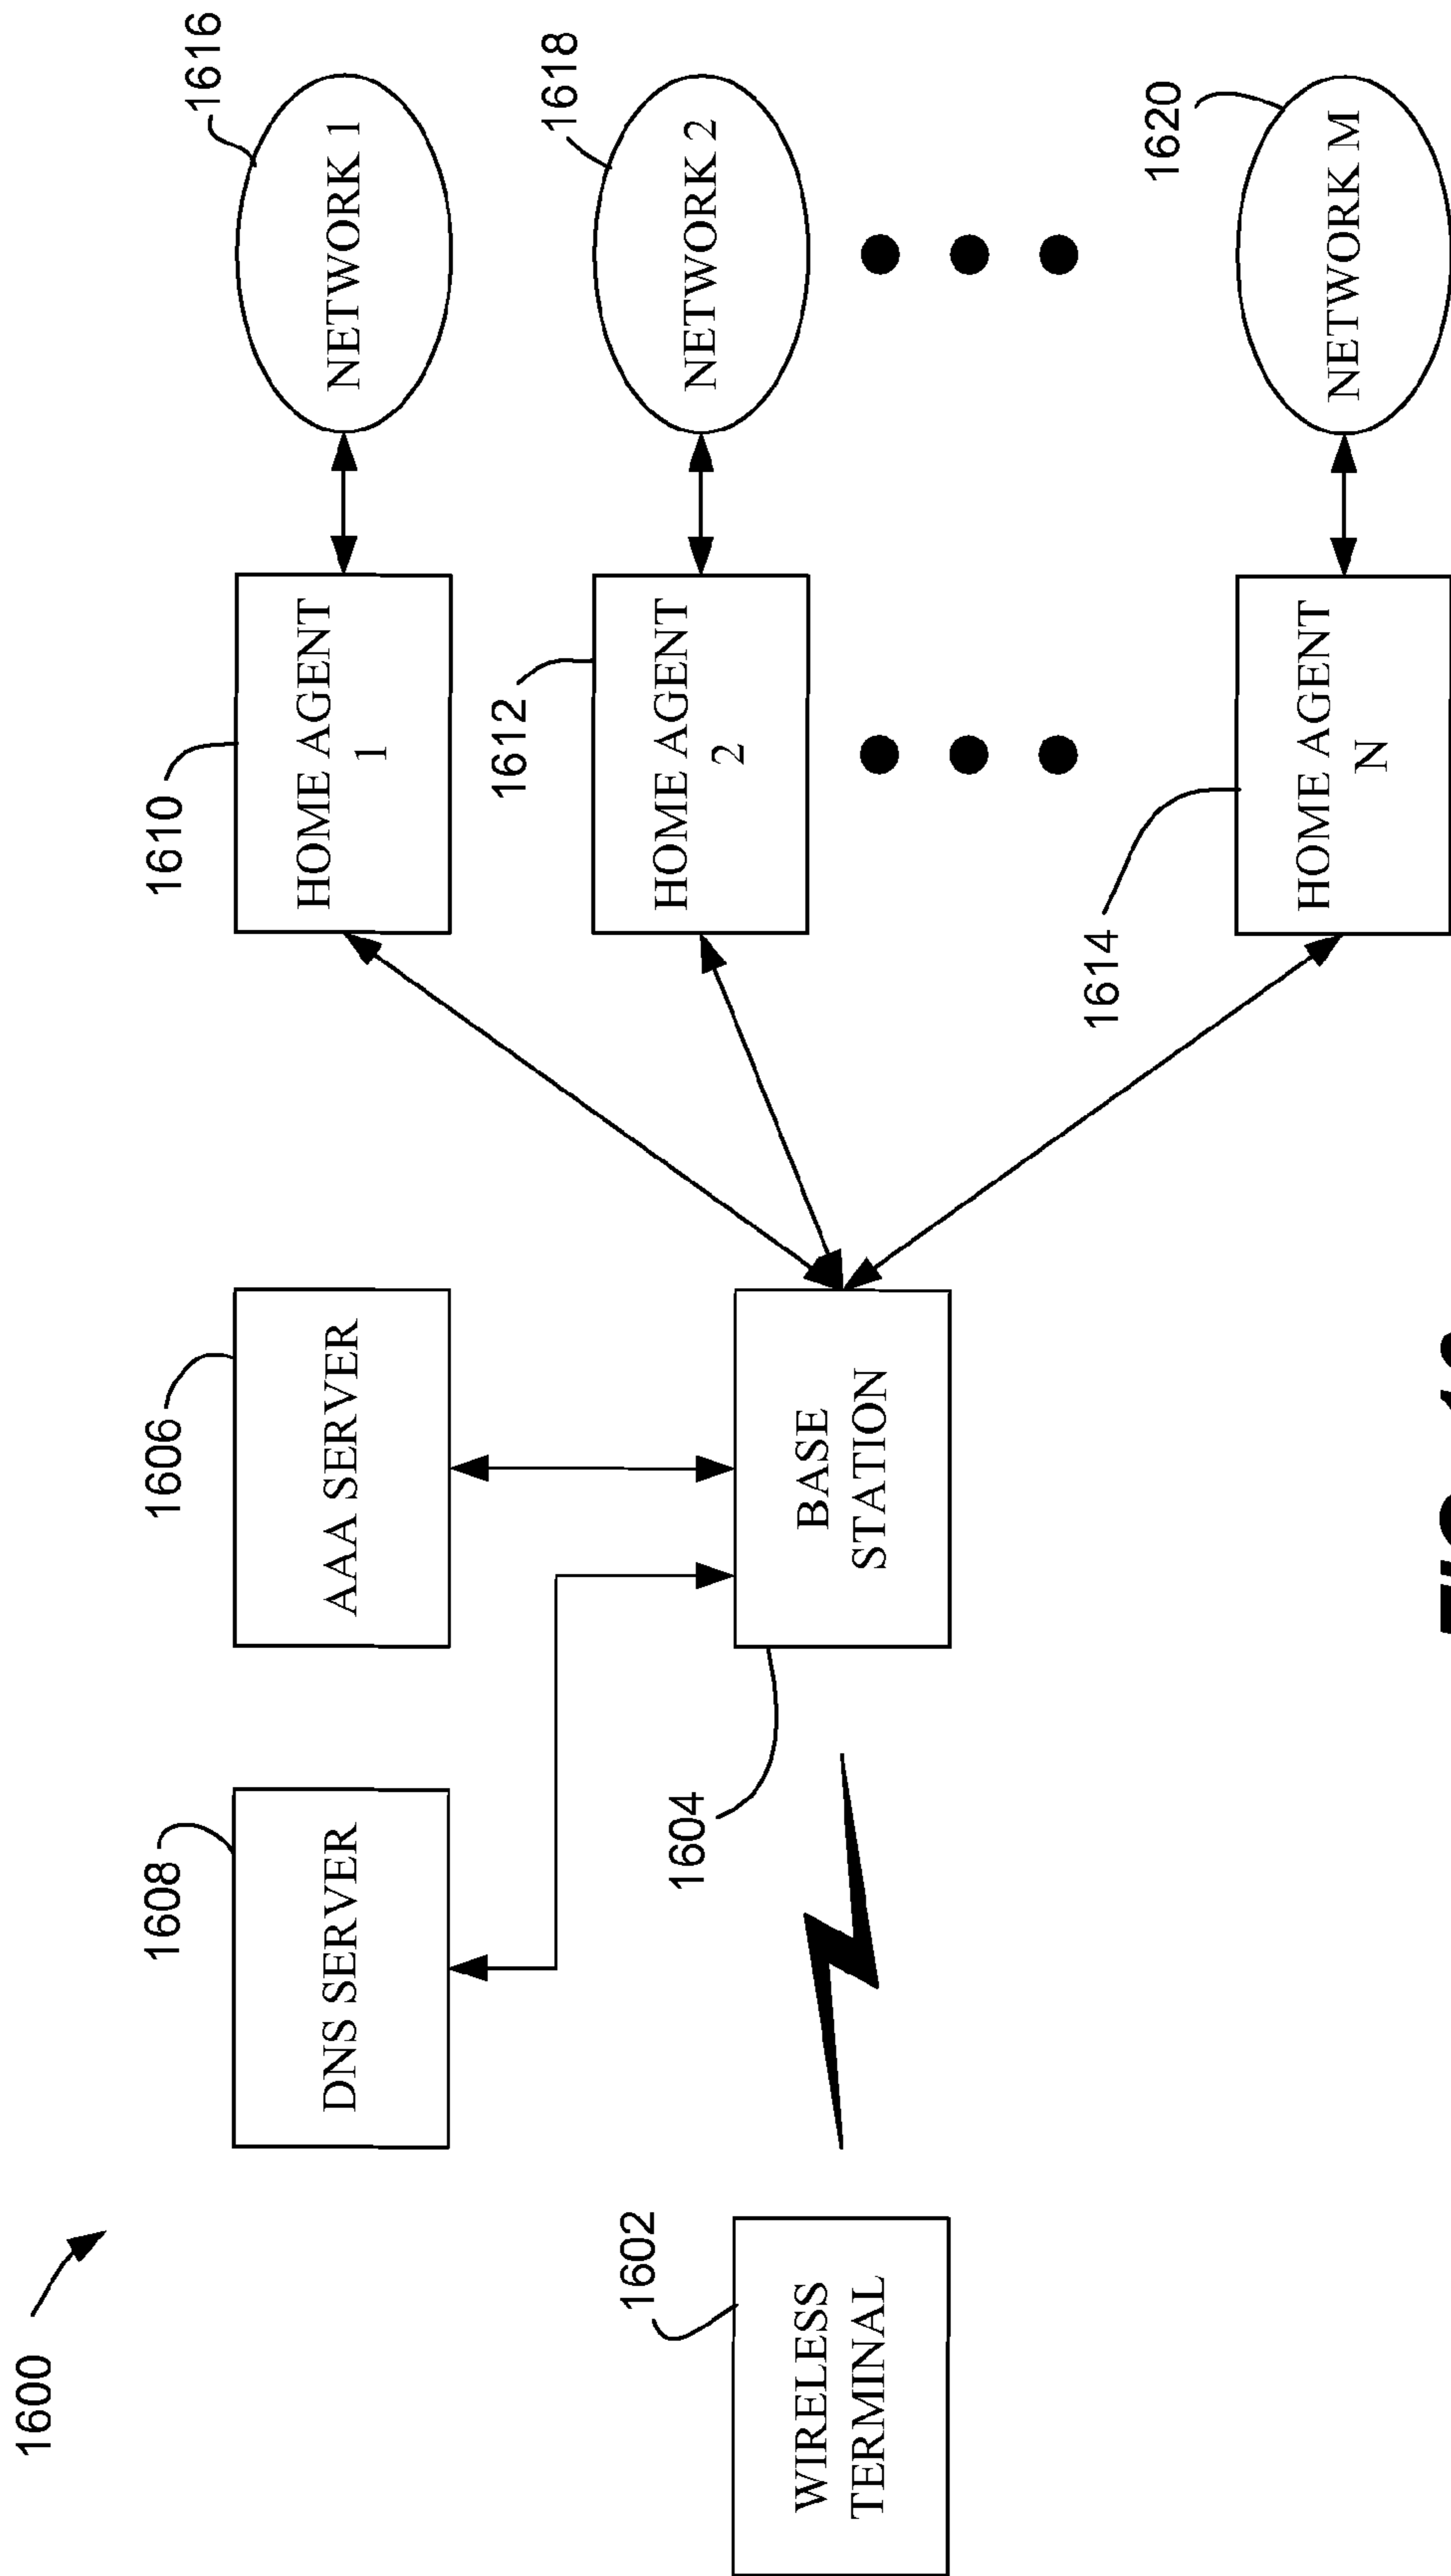 1600
1608
DNS SERVER
1606
AAA SERVER
1602
WIRELESS
TERMINAL
1604
BASE
STATION
1610
HOME AGENT
1
1616
NETWORK 1
1612
HOME AGENT
2
1618
NETWORK 2
1614
HOME AGENT
N
1620
NETWORK M